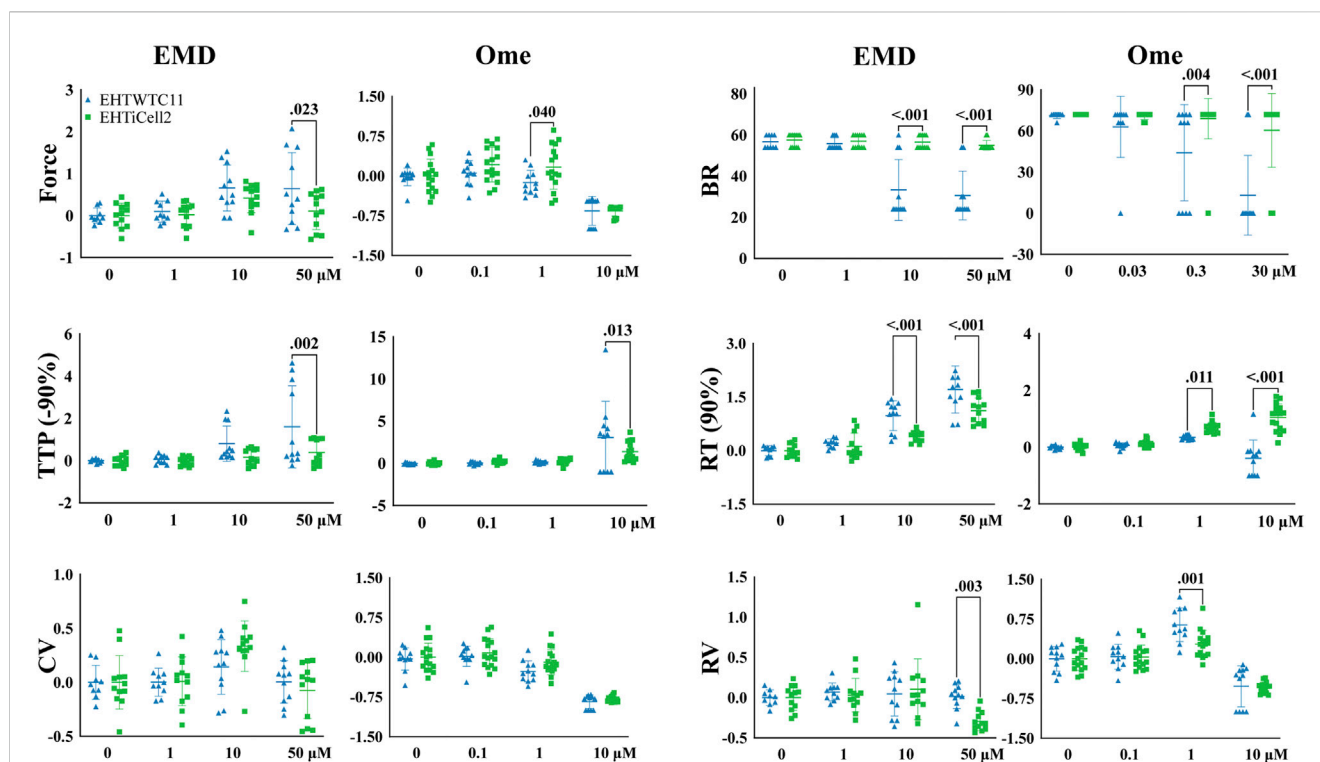 EMD
Ome
EMD
Ome
Force
3
2
1
0
-1
EHTWTC11
EHTiCell2
.023
0 1 10 50 μM
1.50
0.75
0.00
-0.75
-1.50
.040
0 0.1 1 10 μM
BR
80
60
40
20
0
<.001 <.001
0 1 10 50 μM
90
60
30
0
-30
.004 <.001
0 0.03 0.3 30 μM
TTP (-90%)
6
4
2
0
-2
.002
0 1 10 50 μM
15
10
5
0
-5
.013
0 0.1 1 10 μM
RT (90%)
3.0
1.5
0.0
-1.5
<.001 <.001
0 1 10 50 μM
4
2
0
-2
.011 <.001
0 0.1 1 10 μM
CV
1.0
0.5
0.0
-0.5
0 1 10 50 μM
1.50
0.75
0.00
-0.75
-1.50
0 0.1 1 10 μM
RV
1.5
1.0
0.5
0.0
-0.5
.003
0 1 10 50 μM
1.50
0.75
0.00
-0.75
-1.50
.001
0 0.1 1 10 μM